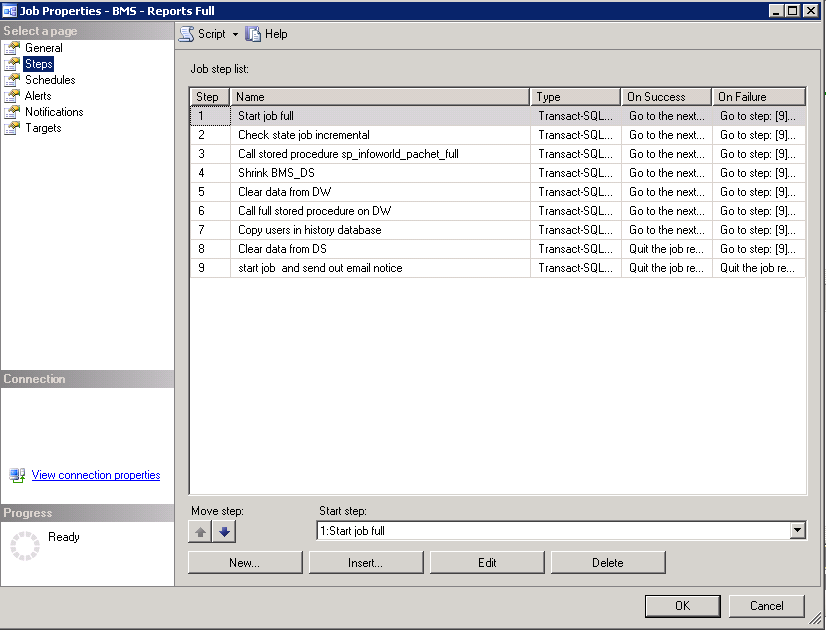 Job Properties - BMS - Reports Full
Select a page
General
Steps
Schedules
Alerts
Notifications
Targets
Connection
View connection properties
Progress
Ready
Script Help
Job step list:
Step Name Type On Success On Failure
1 Start job full Transact-SQL... Go to the next... Go to step: [9]...
2 Check state job incremental Transact-SQL... Go to the next... Go to step: [9]...
3 Call stored procedure sp_infoworld_pachet_full Transact-SQL... Go to the next... Go to step: [9]...
4 Shrink BMS_DS Transact-SQL... Go to the next... Go to step: [9]...
5 Clear data from DW Transact-SQL... Go to the next... Go to step: [9]...
6 Call full stored procedure on DW Transact-SQL... Go to the next... Go to step: [9]...
7 Copy users in history database Transact-SQL... Go to the next... Go to step: [9]...
8 Clear data from DS Transact-SQL... Quit the job re... Go to step: [9]...
9 start job  and send out email notice Transact-SQL... Quit the job re... Quit the job re...
Move step:
Start step:
1:Start job full
New... Insert... Edit Delete
OK Cancel